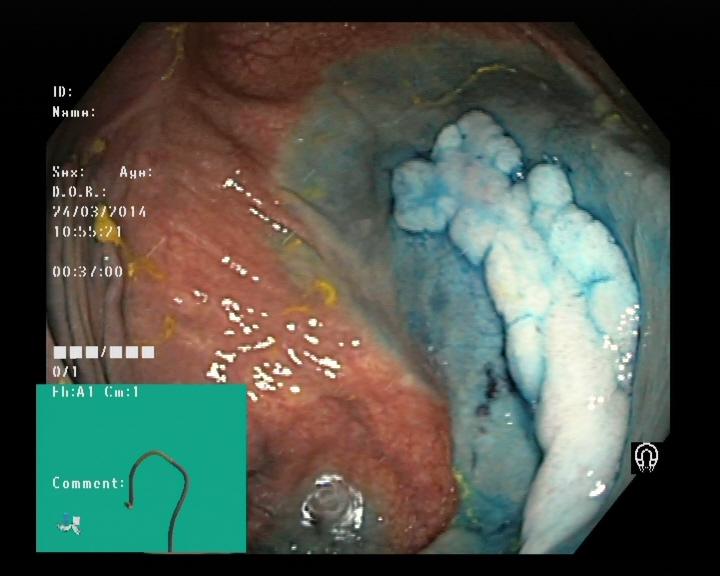 ID:
Name:
Sex: Age:
D.O.B.:
24/03/2014
10:55:21
00:37:00
■■■/■■■
0/1
Eh:A1 Cm:1
Comment: